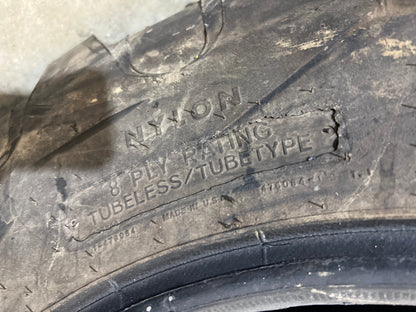 NYLON
8 PLY RATING
TUBELESS/TUBETYPE
MADE IN U.S.A.